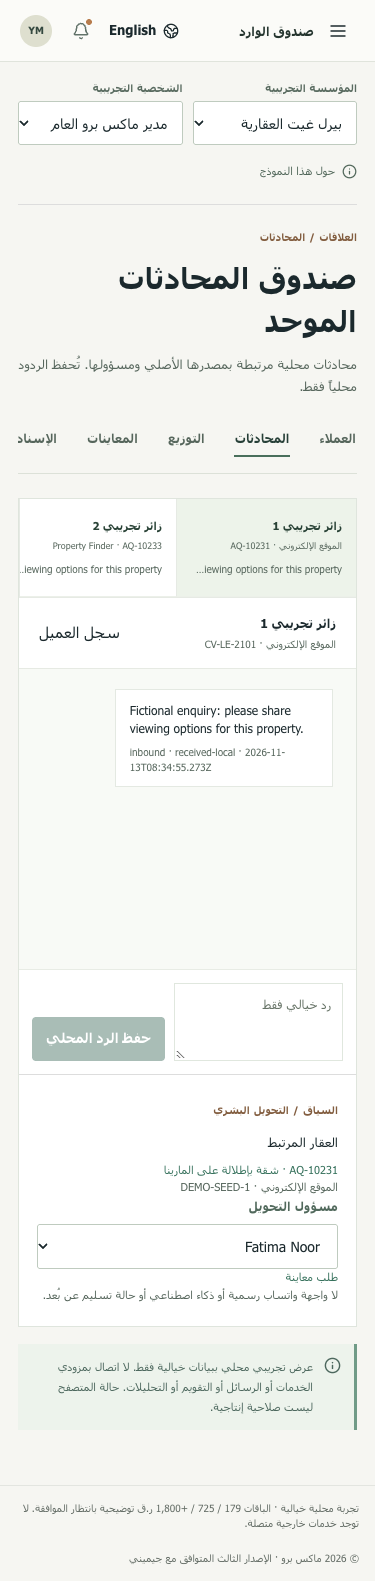 صندوق الوارد
English
YM
المؤسسة التجريبية
الشخصية التجريبية
بيرل غيت العقارية
مدير ماكس برو العام
حول هذا النموذج
العلاقات / المحادثات
صندوق المحادثات
الموحد
محادثات محلية مرتبطة بمصدرها الأصلي ومسؤولها. تُحفظ الردود
محلياً فقط.
العملاء
المحادثات
التوزيع
المعاينات
الإسناد
زائر تجريبي 1
الموقع الإلكتروني · AQ-10231
...iewing options for this property
زائر تجريبي 2
Property Finder · AQ-10233
...iewing options for this property
زائر تجريبي 1
الموقع الإلكتروني · CV-LE-2101
سجل العميل
Fictional enquiry: please share
viewing options for this property.
inbound · received-local · 2026-11-
13T08:34:55.273Z
رد خيالي فقط
حفظ الرد المحلي
السياق / التحويل البشري
العقار المرتبط
AQ-10231 · شقة بإطلالة على المارينا
الموقع الإلكتروني · DEMO-SEED-1
مسؤول التحويل
Fatima Noor
طلب معاينة
لا واجهة واتساب رسمية أو ذكاء اصطناعي أو حالة تسليم عن بُعد.
عرض تجريبي محلي ببيانات خيالية فقط. لا اتصال بمزودي
الخدمات أو الرسائل أو التقويم أو التحليلات. حالة المتصفح
ليست صلاحية إنتاجية.
تجربة محلية خيالية · الباقات 179 / 725 / +1,800 ر.ق توضيحية بانتظار الموافقة. لا
توجد خدمات خارجية متصلة.
© 2026 ماكس برو · الإصدار الثالث المتوافق مع جيميني